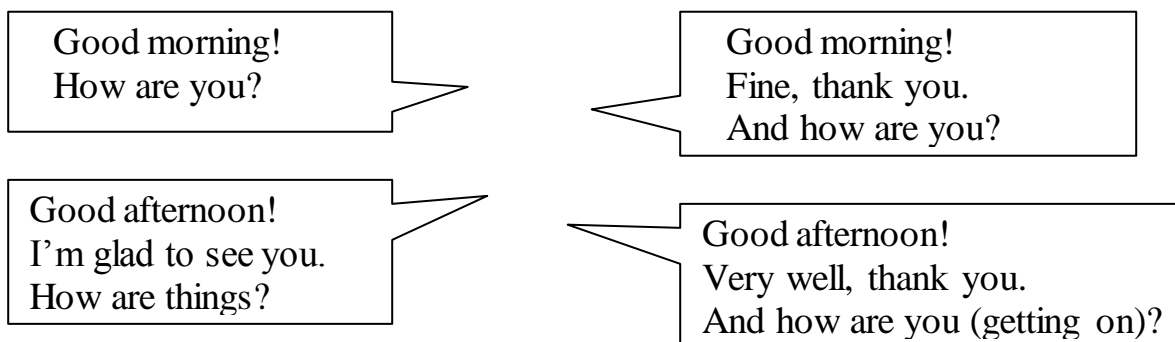 Good morning!
How are you?
Good morning!
Fine, thank you.
And how are you?
Good afternoon!
I’m glad to see you.
How are things?
Good afternoon!
Very well, thank you.
And how are you (getting on)?